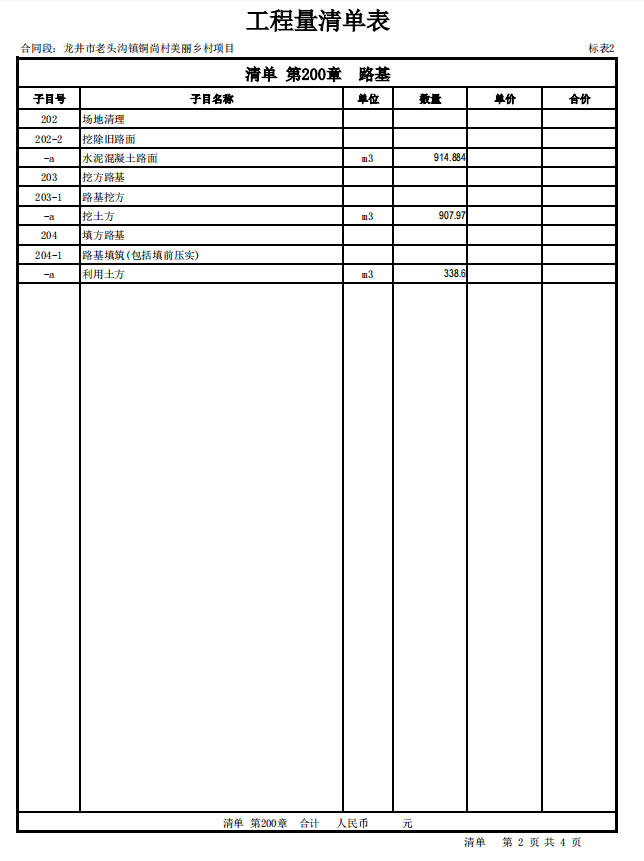 工程量清单表
合同段: 龙井市老头沟镇铜尚村美丽乡村项目 标表2
清单 第200章 路基
子目号 子目名称 单位 数量 单价 合价
202 场地清理
202-2 挖除旧路面
-a 水泥混凝土路面 m3 914.884
203 挖方路基
203-1 路基挖方
-a 挖土方 m3 907.97
204 填方路基
204-1 路基填筑(包括填前压实)
-a 利用土方 m3 338.6
清单 第200章 合计 人民币 元
清单 第 2 页 共 4 页